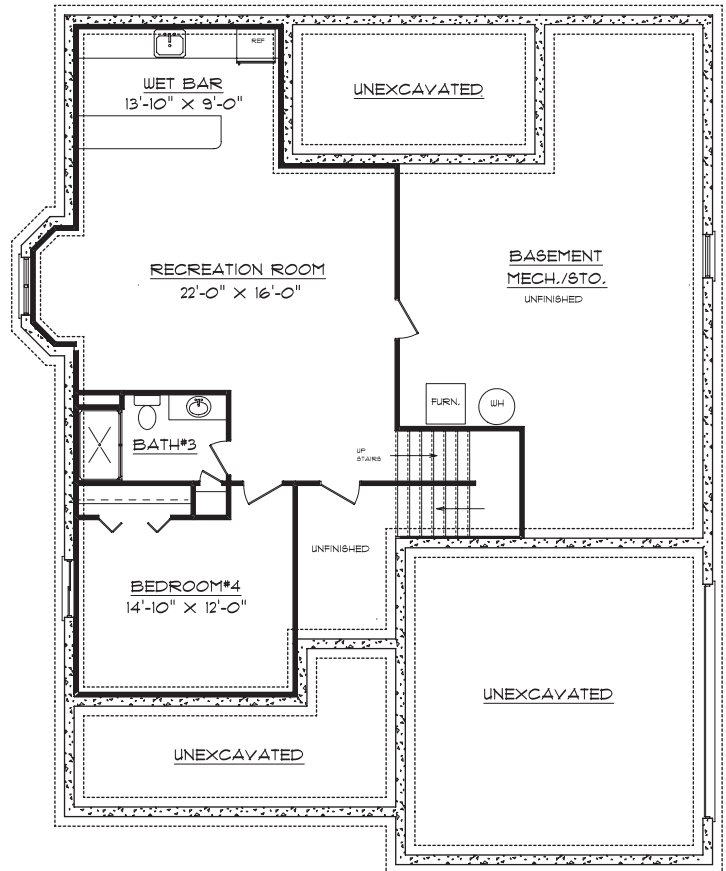 REF
WET BAR
13'-10" X 9'-0"
UNEXCAVATED
RECREATION ROOM
22'-0" X 16'-0"
BASEMENT
MECH./STO.
UNFINISHED
FURN.
WH
BATH#3
UP
STAIRS
UNFINISHED
BEDROOM#4
14'-10" X 12'-0"
UNEXCAVATED
UNEXCAVATED